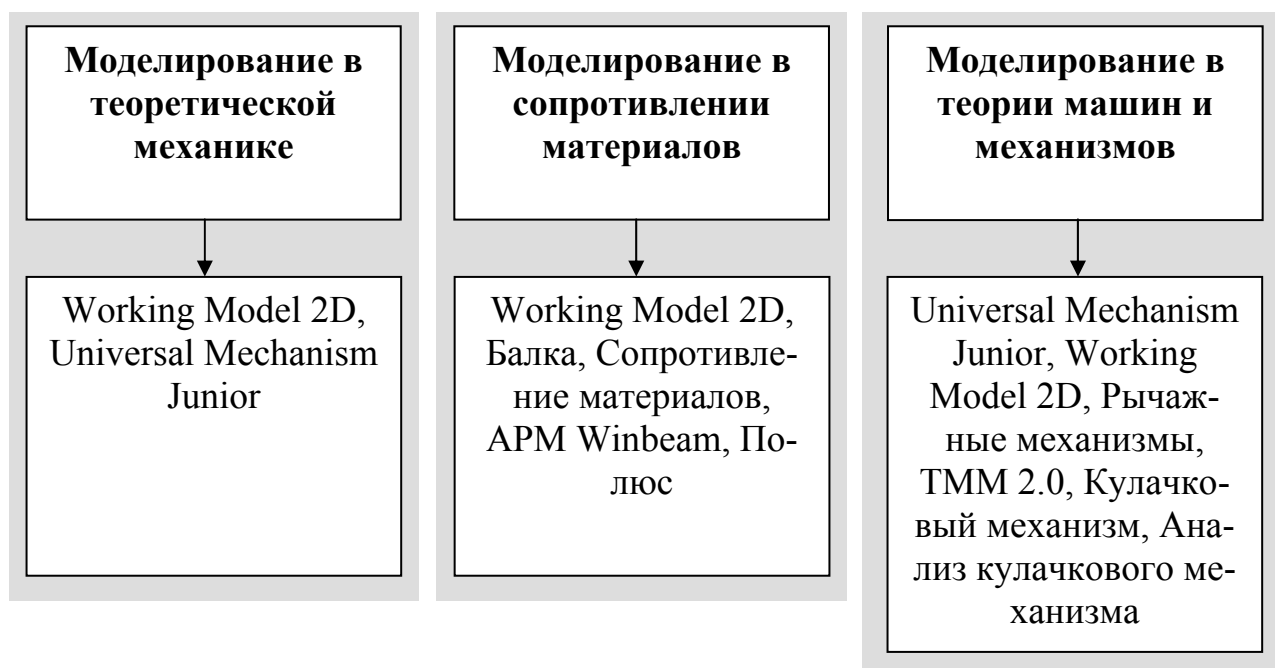 Моделирование в
теоретической
механике
Working Model 2D,
Universal Mechanism
Junior
Моделирование в
сопротивлении
материалов
Working Model 2D,
Балка, Сопротивле-
ние материалов,
APM Winbeam, По-
люс
Моделирование в
теории машин и
механизмов
Universal Mechanism
Junior, Working
Model 2D, Рычаж-
ные механизмы,
ТММ 2.0, Кулачко-
вый механизм, Ана-
лиз кулачкового ме-
ханизма